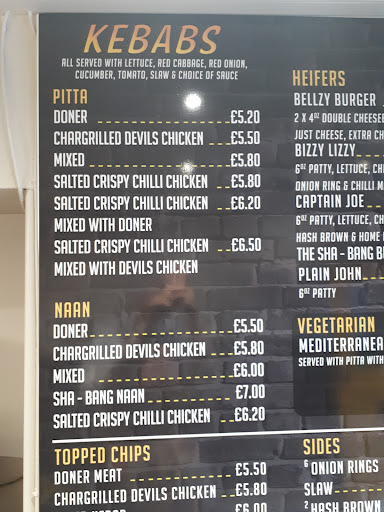 KEBABS
ALL SERVED WITH LETTUCE, RED CABBAGE, RED ONION,
CUCUMBER, TOMATO, SLAW & CHOICE OF SAUCE
PITTA
DONER £5.20
CHARGRILLED DEVILS CHICKEN £5.50
MIXED £5.80
SALTED CRISPY CHILLI CHICKEN £5.80
SALTED CRISPY CHILLI CHICKEN £6.20
MIXED WITH DONER
SALTED CRISPY CHILLI CHICKEN £6.50
MIXED WITH DEVILS CHICKEN
NAAN
DONER £5.50
CHARGRILLED DEVILS CHICKEN £5.80
MIXED £6.00
SHA - BANG NAAN £7.00
SALTED CRISPY CHILLI CHICKEN £6.20
TOPPED CHIPS
DONER MEAT £5.50
CHARGRILLED DEVILS CHICKEN £5.80
£6.00
HEIFERS
BELLZY BURGER
2 X 4oz DOUBLE
JUST CHEESE, EXTRA
BIZZY LIZZY
6oz PATTY, LETTUCE,
ONION RING & CHILLI
CAPTAIN JOE
6oz PATTY, LETTUCE,
HASH BROWN & HOME
THE SHA - BANG
PLAIN JOHN
6oz PATTY
VEGETARIAN
MEDITERRANEA
SERVED WITH PITTA WITH
SIDES
6 ONION RINGS
SLAW
2 HASH BROWN